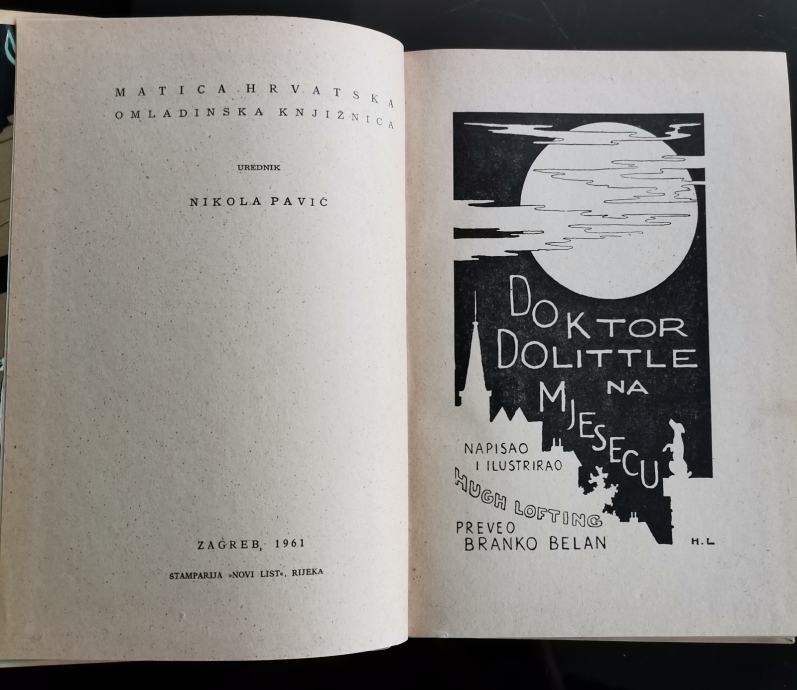 MATICA HRVATSKA
OMLADINSKA KNJIŽNICA
UREDNIK
NIKOLA PAVIĆ
ZAGREB, 1961
ŠTAMPARIJA »NOVI LIST«, RIJEKA
DOKTOR
DOLITTLE
NA
MJESECU
NAPISAO
I ILUSTRIRAO
HUGH LOFTING
PREVEO
BRANKO BELAN
H.L